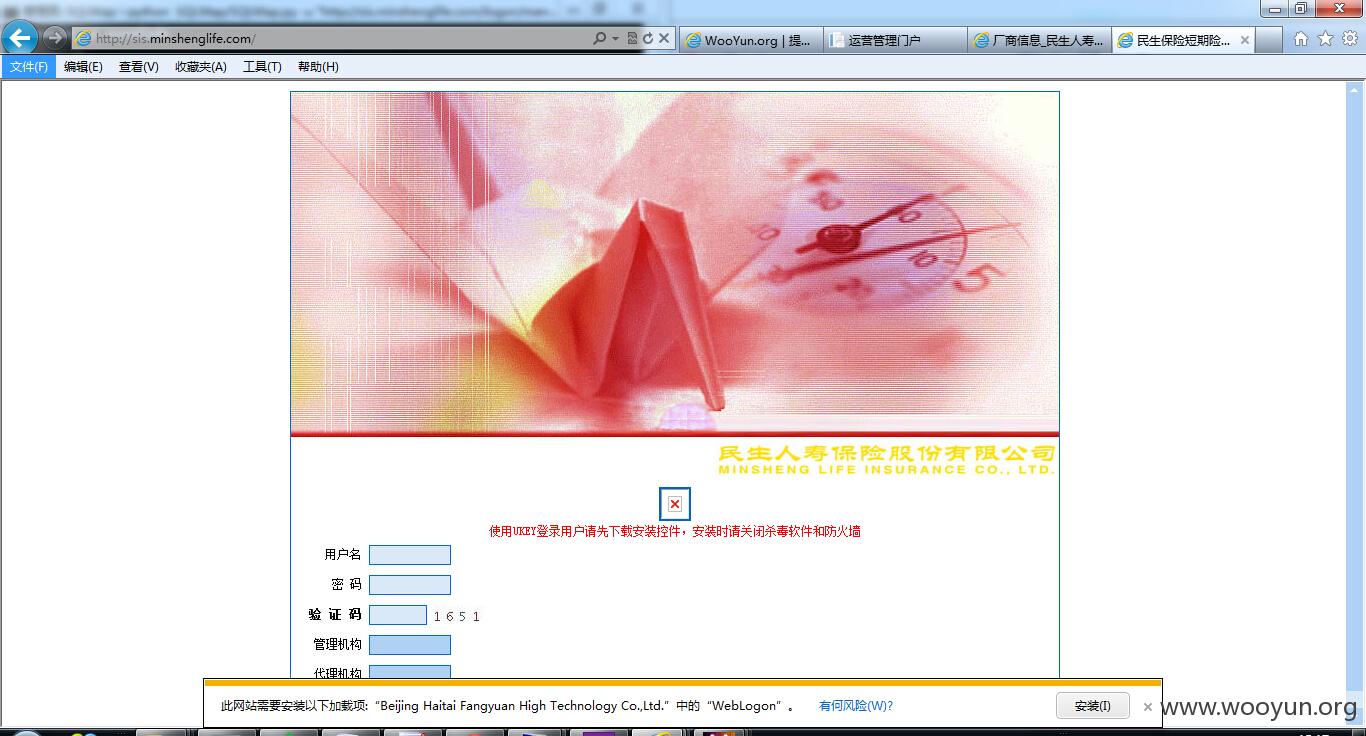 http://sis.minshenglife.com/
WooYun.org | 提...
运营管理门户
厂商信息_民生人寿...
民生保险短期险...
文件(F) 编辑(E) 查看(V) 收藏夹(A) 工具(T) 帮助(H)
民生人寿保险股份有限公司
MINSHENG LIFE INSURANCE CO., LTD.
使用UKEY登录用户请先下载安装控件，安装时请关闭杀毒软件和防火墙
用户名
密 码
验 证 码 1 6 5 1
管理机构
代理机构
此网站需要安装以下加载项:“Beijing Haitai Fangyuan High Technology Co.,Ltd.”中的“WebLogon”。 有何风险(W)? 安装(I)
www.wooyun.org